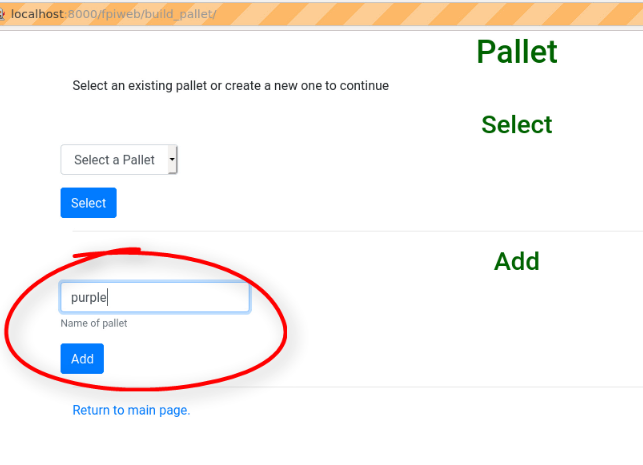 localhost:8000/fpiweb/build_pallet/
Pallet
Select an existing pallet or create a new one to continue
Select
Select a Pallet
Select
Add
purple
Name of pallet
Add
Return to main page.